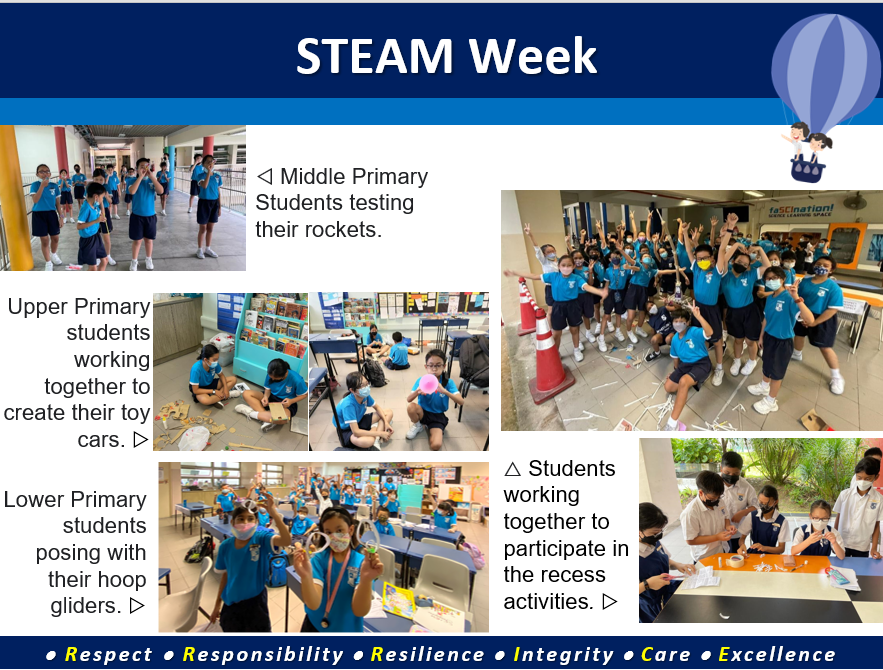 STEAM Week
◁ Middle Primary
Students testing
their rockets.
faSCInation!
SCIENCE LEARNING SPACE
Upper Primary
students
working
together to
create their toy
cars. ▷
Lower Primary
students
posing with
their hoop
gliders. ▷
△ Students
working
together to
participate in
the recess
activities. ▷
● Respect ● Responsibility ● Resilience ● Integrity ● Care ● Excellence